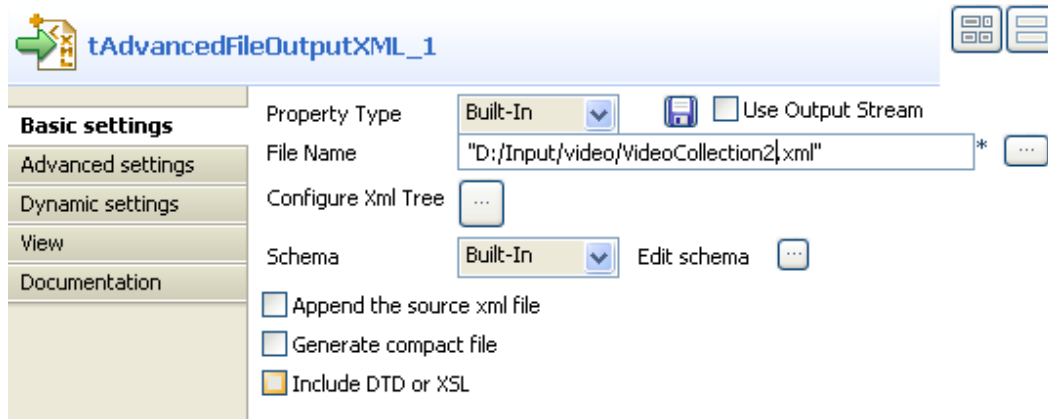 tAdvancedFileOutputXML_1
Basic settings
Advanced settings
Dynamic settings
View
Documentation
Property Type Built-In Use Output Stream
File Name "D:/Input/video/VideoCollection2.xml" * ...
Configure Xml Tree ...
Schema Built-In Edit schema ...
Append the source xml file
Generate compact file
Include DTD or XSL